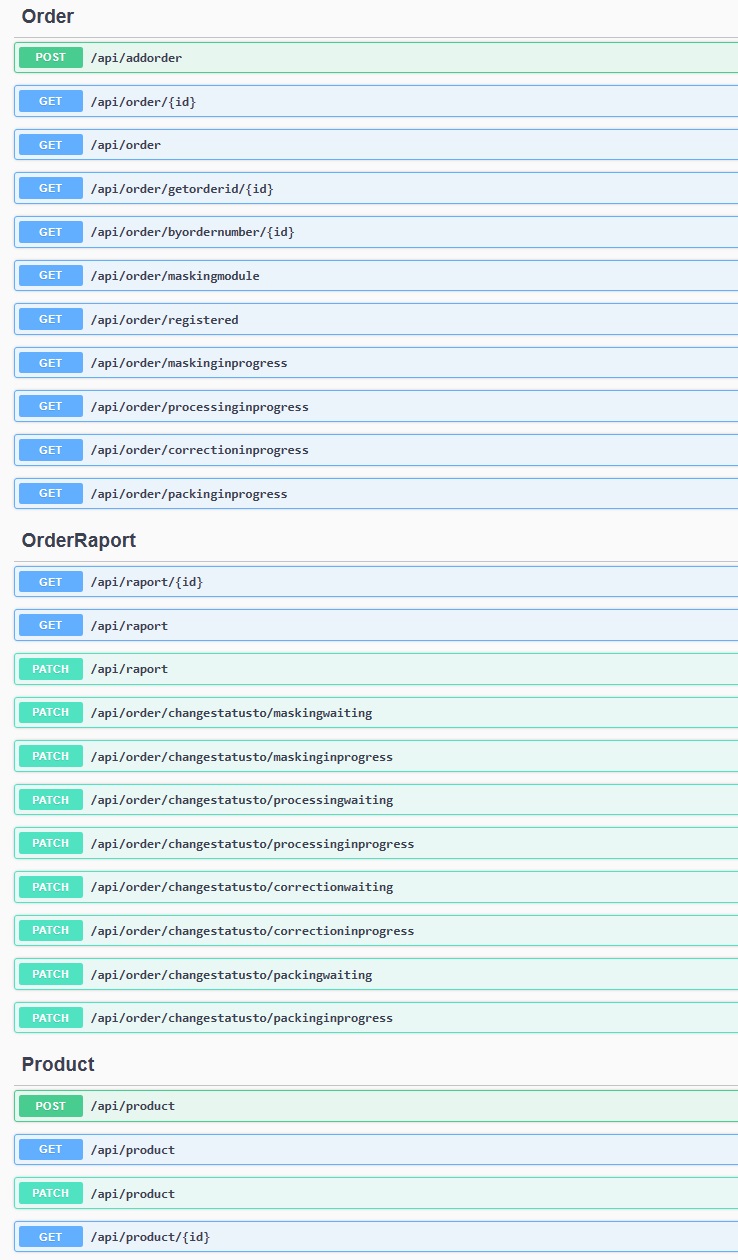 Order
POST /api/addorder
GET /api/order/{id}
GET /api/order
GET /api/order/getorderid/{id}
GET /api/order/byordernumber/{id}
GET /api/order/maskingmodule
GET /api/order/registered
GET /api/order/maskinginprogress
GET /api/order/processinginprogress
GET /api/order/correctioninprogress
GET /api/order/packinginprogress
OrderRaport
GET /api/raport/{id}
GET /api/raport
PATCH /api/raport
PATCH /api/order/changestatusto/maskingwaiting
PATCH /api/order/changestatusto/maskinginprogress
PATCH /api/order/changestatusto/processingwaiting
PATCH /api/order/changestatusto/processinginprogress
PATCH /api/order/changestatusto/correctionwaiting
PATCH /api/order/changestatusto/correctioninprogress
PATCH /api/order/changestatusto/packingwaiting
PATCH /api/order/changestatusto/packinginprogress
Product
POST /api/product
GET /api/product
PATCH /api/product
GET /api/product/{id}